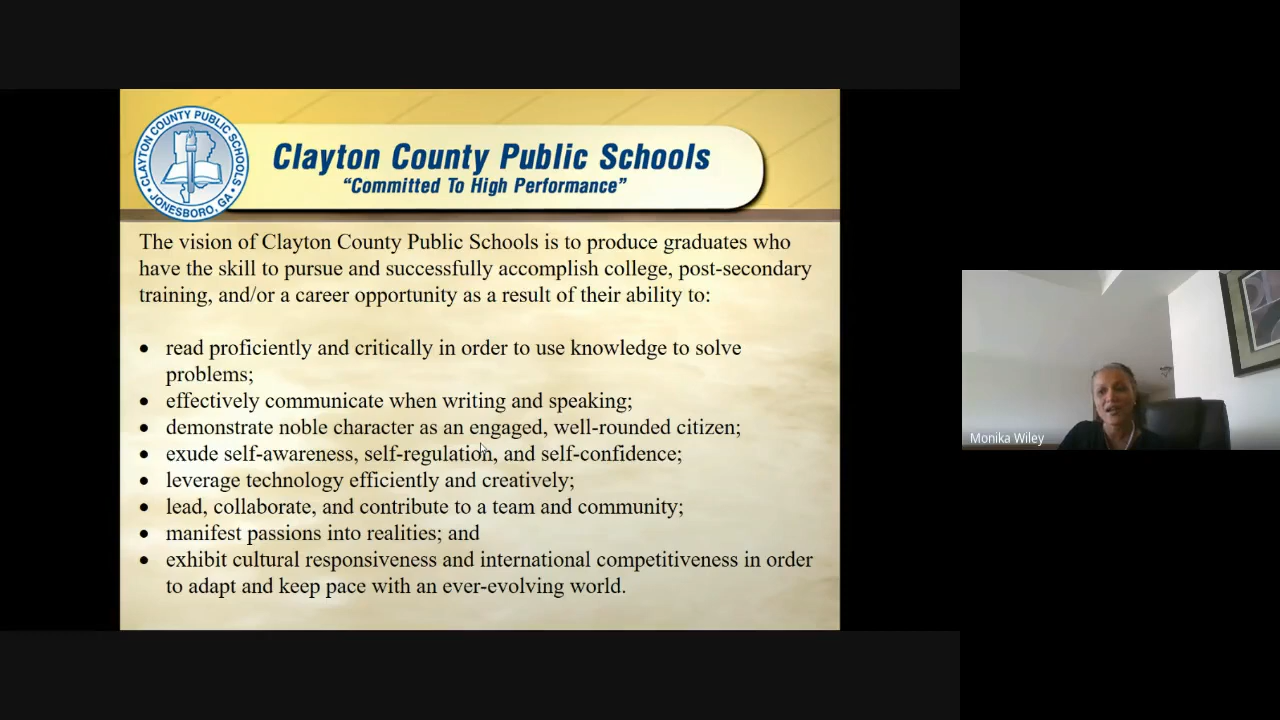 CLAYTON COUNTY PUBLIC SCHOOLS
JONESBORO, GA
Clayton County Public Schools
“Committed To High Performance”
The vision of Clayton County Public Schools is to produce graduates who
have the skill to pursue and successfully accomplish college, post-secondary
training, and/or a career opportunity as a result of their ability to:
• read proficiently and critically in order to use knowledge to solve
problems;
• effectively communicate when writing and speaking;
• demonstrate noble character as an engaged, well-rounded citizen;
• exude self-awareness, self-regulation, and self-confidence;
• leverage technology efficiently and creatively;
• lead, collaborate, and contribute to a team and community;
• manifest passions into realities; and
• exhibit cultural responsiveness and international competitiveness in order
to adapt and keep pace with an ever-evolving world.
Monika Wiley